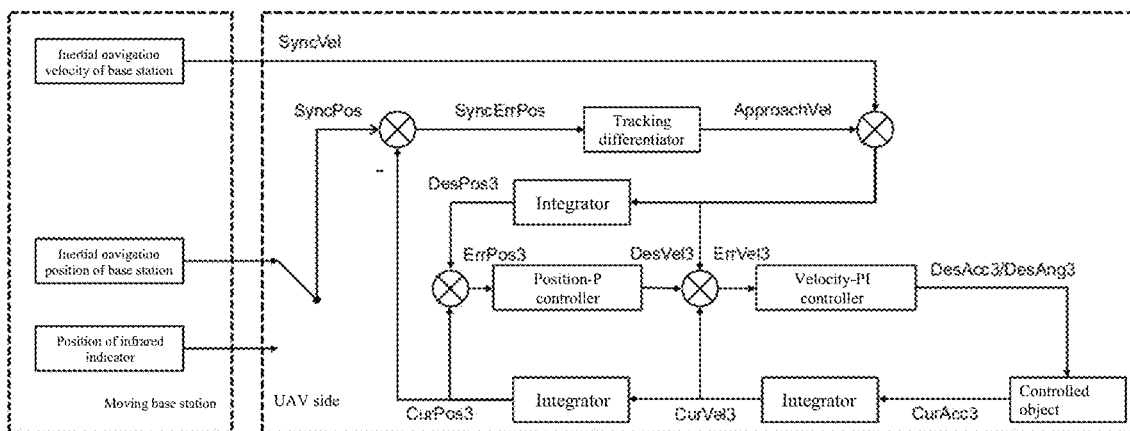 Inertial navigation
velocity of base station
SyncVel
SyncPos
SyncErrPos
Tracking
differentiator
ApproachVel
--
DesPos3
Integrator
Inertial navigation
position of base station
ErrPos3
Position-P
controller
DesVel3
ErrVel3
Velocity-PI
controller
DesAcc3/DesAng3
Position of infrared
indicator
Moving base station
UAV side
CurPos3
Integrator
CurVel3
Integrator
CurAcc3
Controlled
object